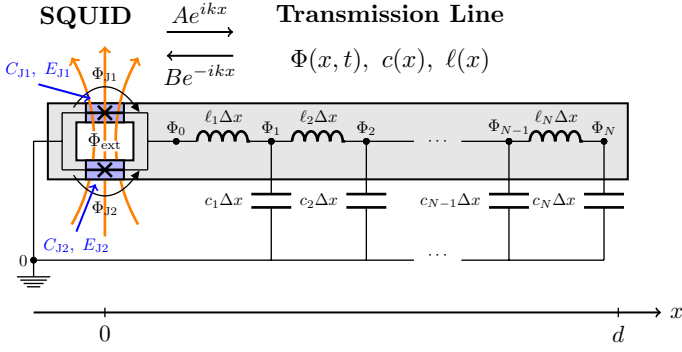 SQUID
Ae^{ikx}
Transmission Line
Be^{-ikx}
Φ(x, t), c(x), ℓ(x)
C_{J1}, E_{J1}
Φ_{J1}
Φ_{ext}
Φ_0
ℓ_1Δx
Φ_1
ℓ_2Δx
Φ_2
···
Φ_{N−1}
ℓ_NΔx
Φ_N
Φ_{J2}
c_1Δx
c_2Δx
c_{N−1}Δx
c_NΔx
C_{J2}, E_{J2}
0
···
x
0
d